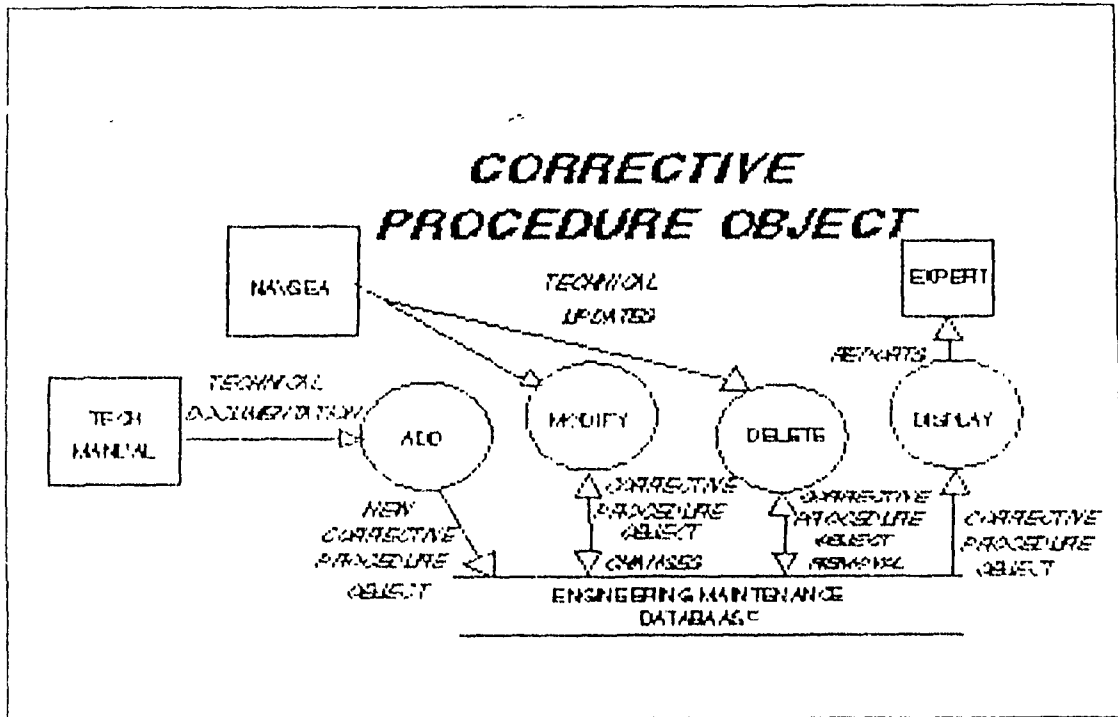 CORRECTIVE
PROCEDURE OBJECT
NAVSEA
TECHNICAL
UPDATES
EXPERT
REPORTS
TECH
MANUAL
TECHNICAL
DOCUMENTATION
ADD
MODIFY
DELETE
DISPLAY
NEW
CORRECTIVE
PROCEDURE
OBJECT
CORRECTIVE
PROCEDURE
OBJECT
CHANGES
CORRECTIVE
PROCEDURE
OBJECT
REMOVAL
CORRECTIVE
PROCEDURE
OBJECT
ENGINEERING MAINTENANCE
DATABASE